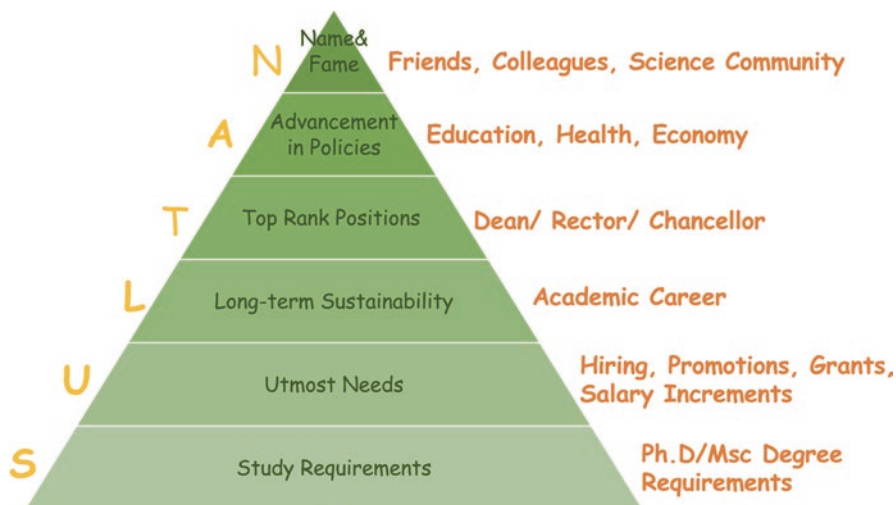 N
Name&
Fame
Friends, Colleagues, Science Community
A
Advancement
in Policies
Education, Health, Economy
T
Top Rank Positions
Dean/ Rector/ Chancellor
L
Long-term Sustainability
Academic Career
U
Utmost Needs
Hiring, Promotions, Grants,
Salary Increments
S
Study Requirements
Ph.D/Msc Degree
Requirements